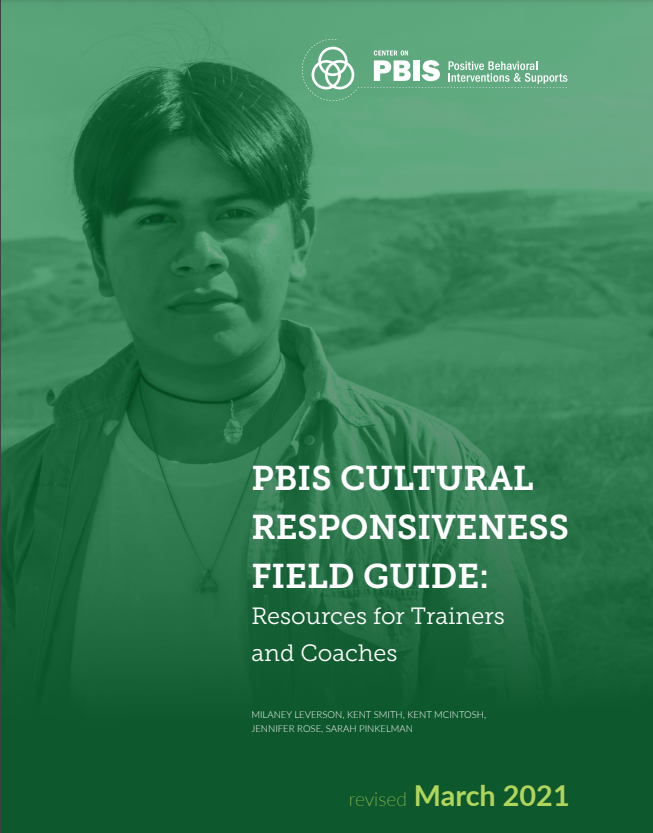 CENTER ON
PBIS Positive Behavioral
Interventions & Supports
PBIS CULTURAL
RESPONSIVENESS
FIELD GUIDE:
Resources for Trainers
and Coaches
MILANEY LEVERSON, KENT SMITH, KENT MCINTOSH,
JENNIFER ROSE, SARAH PINKELMAN
revised March 2021